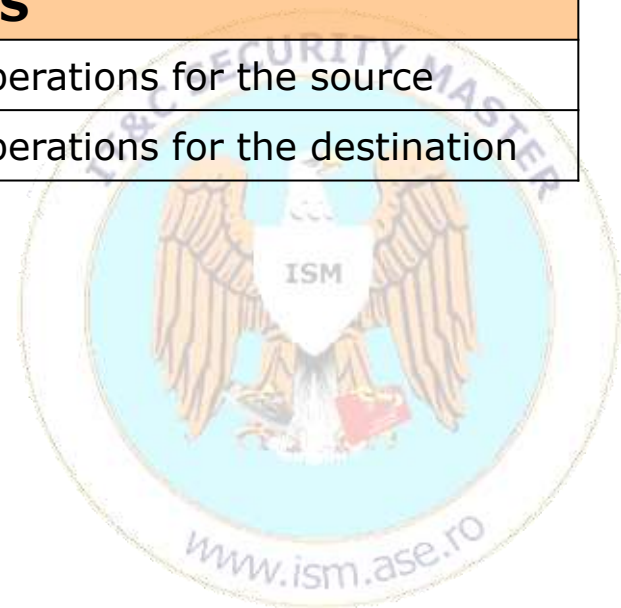 s
perations for the source
perations for the destination
IT&C SECURITY MASTER
ISM
www.ism.ase.ro